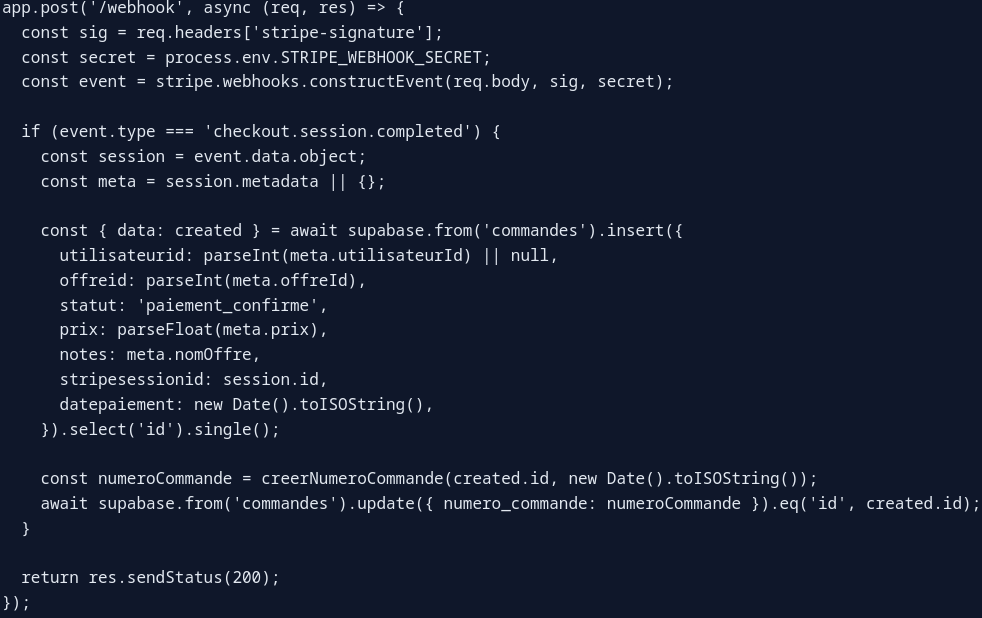 app.post('/webhook', async (req, res) => {
  const sig = req.headers['stripe-signature'];
  const secret = process.env.STRIPE_WEBHOOK_SECRET;
  const event = stripe.webhooks.constructEvent(req.body, sig, secret);

  if (event.type === 'checkout.session.completed') {
    const session = event.data.object;
    const meta = session.metadata || {};

    const { data: created } = await supabase.from('commandes').insert({
      utilisateurid: parseInt(meta.utilisateurId) || null,
      offreid: parseInt(meta.offreId),
      statut: 'paiement_confirme',
      prix: parseFloat(meta.prix),
      notes: meta.nomOffre,
      stripesessionid: session.id,
      datepaiement: new Date().toISOString(),
    }).select('id').single();

    const numeroCommande = creerNumeroCommande(created.id, new Date().toISOString());
    await supabase.from('commandes').update({ numero_commande: numeroCommande }).eq('id', created.id);
  }

  return res.sendStatus(200);
});